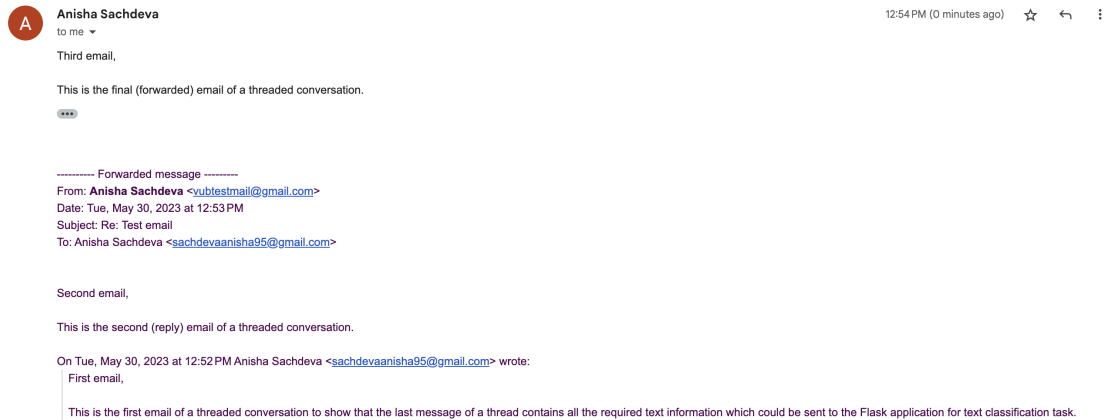 A
Anisha Sachdeva
12:54 PM (0 minutes ago)
to me
Third email,
This is the final (forwarded) email of a threaded conversation.
---------- Forwarded message ---------
From: Anisha Sachdeva <vubtestmail@gmail.com>
Date: Tue, May 30, 2023 at 12:53 PM
Subject: Re: Test email
To: Anisha Sachdeva <sachdevaanisha95@gmail.com>
Second email,
This is the second (reply) email of a threaded conversation.
On Tue, May 30, 2023 at 12:52 PM Anisha Sachdeva <sachdevaanisha95@gmail.com> wrote:
First email,
This is the first email of a threaded conversation to show that the last message of a thread contains all the required text information which could be sent to the Flask application for text classification task.